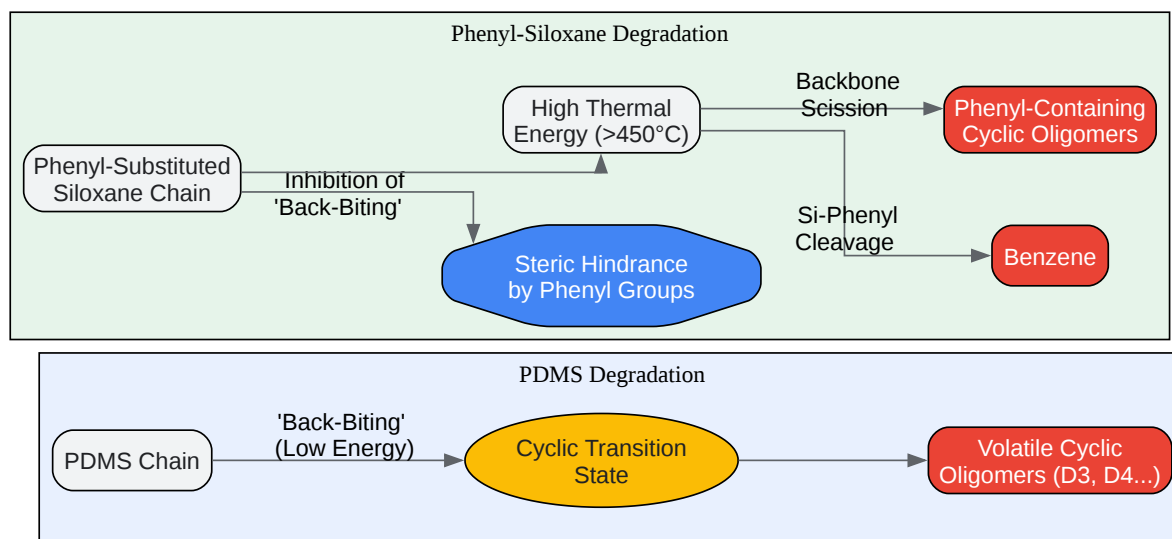 Phenyl-Siloxane Degradation
Phenyl-Substituted
Siloxane Chain
Inhibition of
'Back-Biting'
High Thermal
Energy (>450°C)
Steric Hindrance
by Phenyl Groups
Backbone
Scission
Phenyl-Containing
Cyclic Oligomers
Si-Phenyl
Cleavage
Benzene
PDMS Degradation
PDMS Chain
'Back-Biting'
(Low Energy)
Cyclic Transition
State
Volatile Cyclic
Oligomers (D3, D4...)